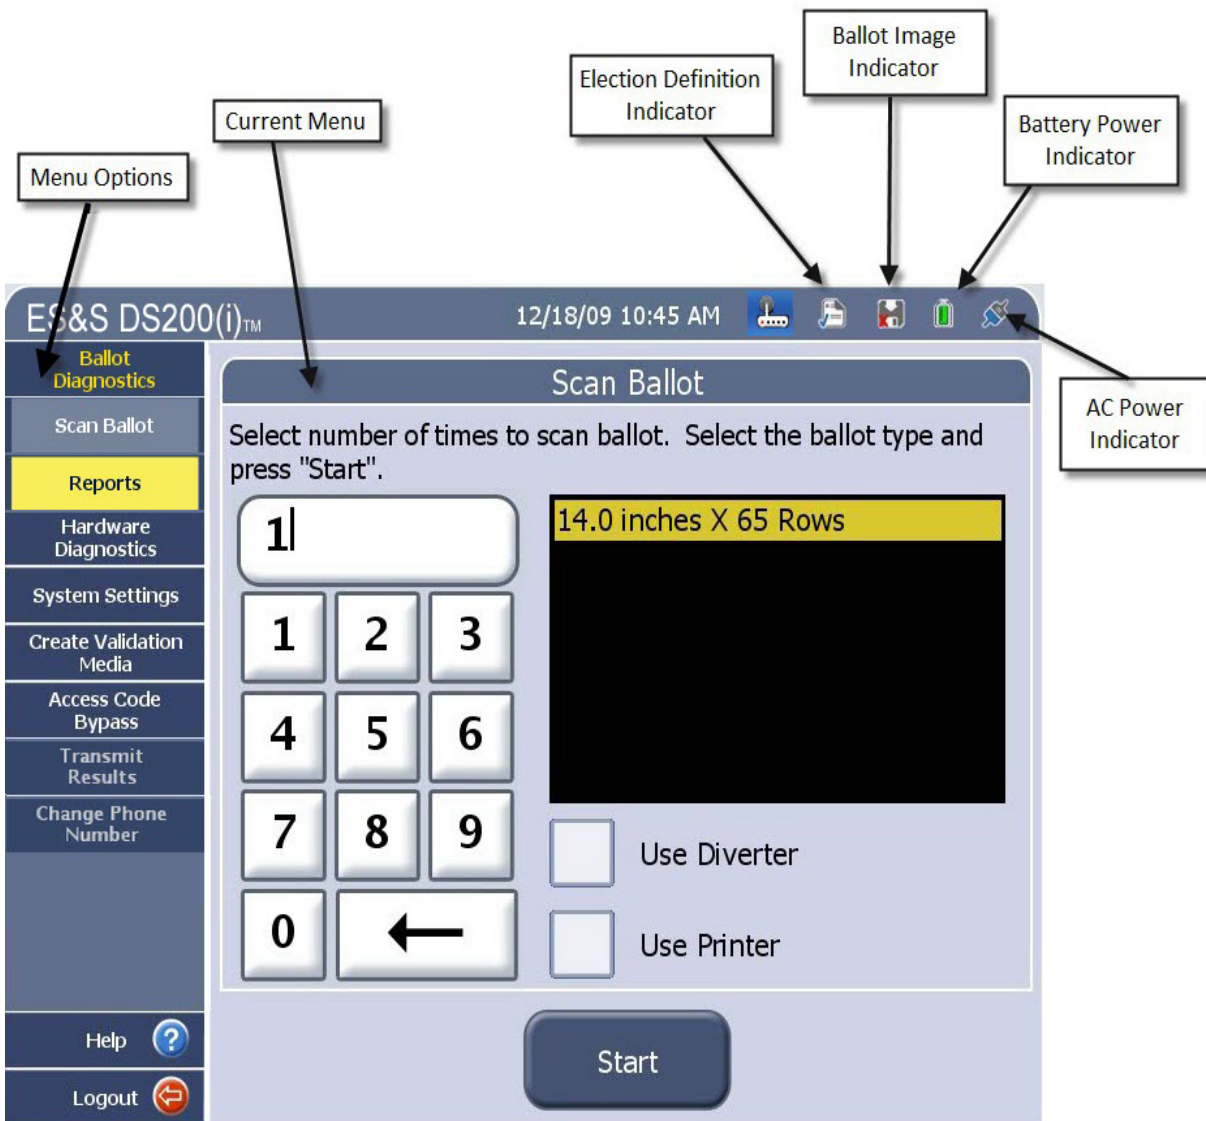 Ballot Image
Indicator
Election Definition
Indicator
Current Menu
Battery Power
Indicator
Menu Options
ES&S DS200(i)TM
12/18/09 10:45 AM
AC Power
Indicator
Ballot
Diagnostics
Scan Ballot
Reports
Hardware
Diagnostics
System Settings
Create Validation
Media
Access Code
Bypass
Transmit
Results
Change Phone
Number
Help ?
Logout
Scan Ballot
Select number of times to scan ballot. Select the ballot type and
press "Start".
1
1 2 3
4 5 6
7 8 9
0
14.0 inches X 65 Rows
Use Diverter
Use Printer
Start